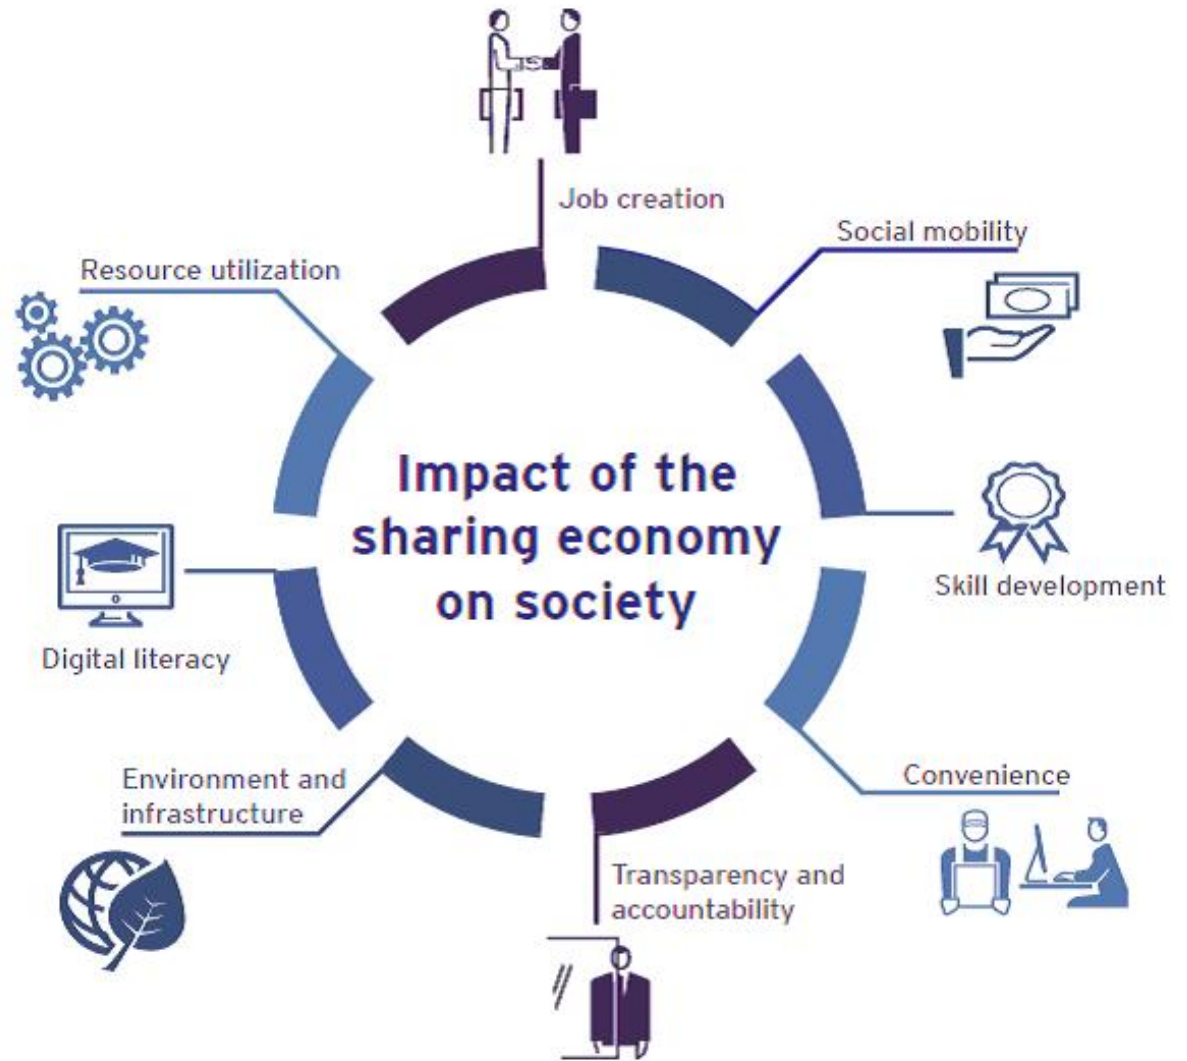 Job creation
Social mobility
Resource utilization
Impact of the
sharing economy
on society
Skill development
Digital literacy
Environment and
infrastructure
Convenience
Transparency and
accountability